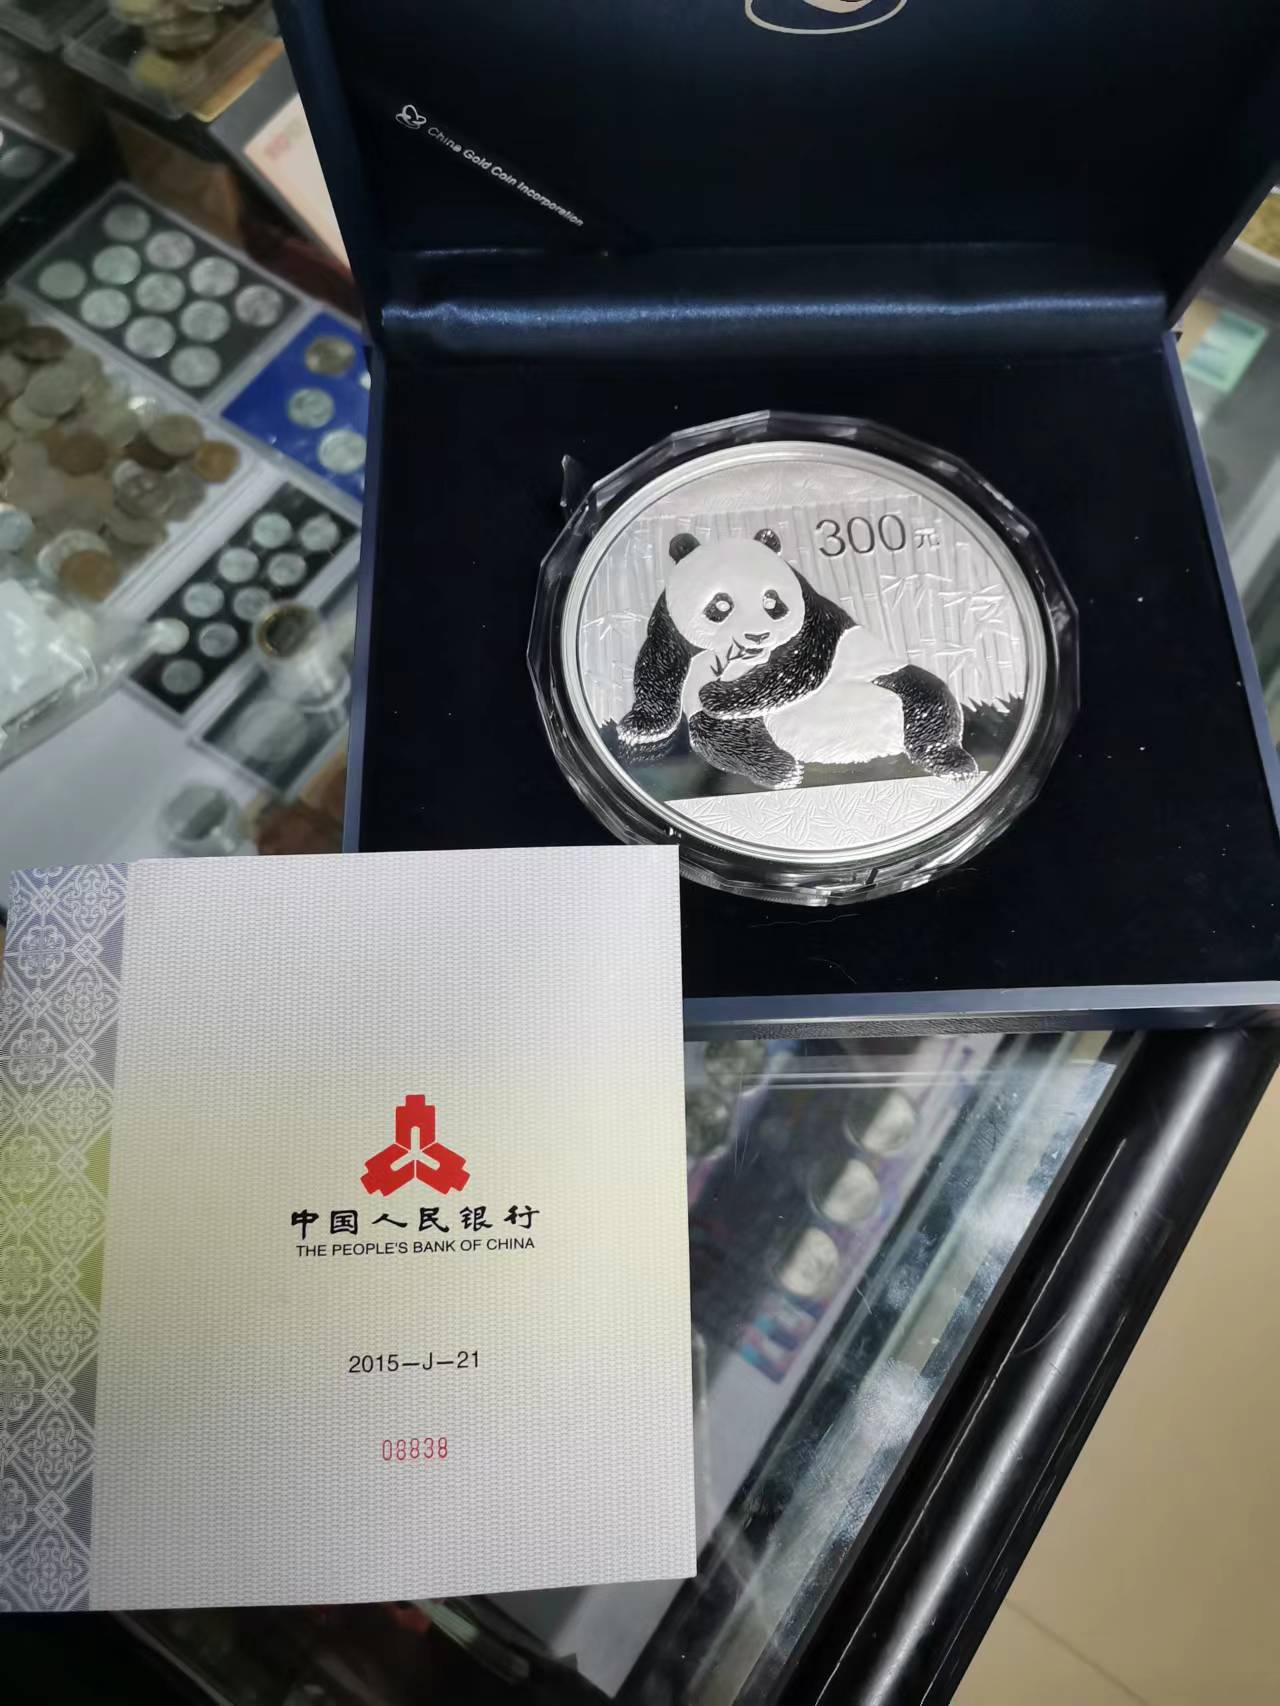 China Gold Coin Incorporation
300元
中国人民银行
THE PEOPLE'S BANK OF CHINA
2015—J—21
08838